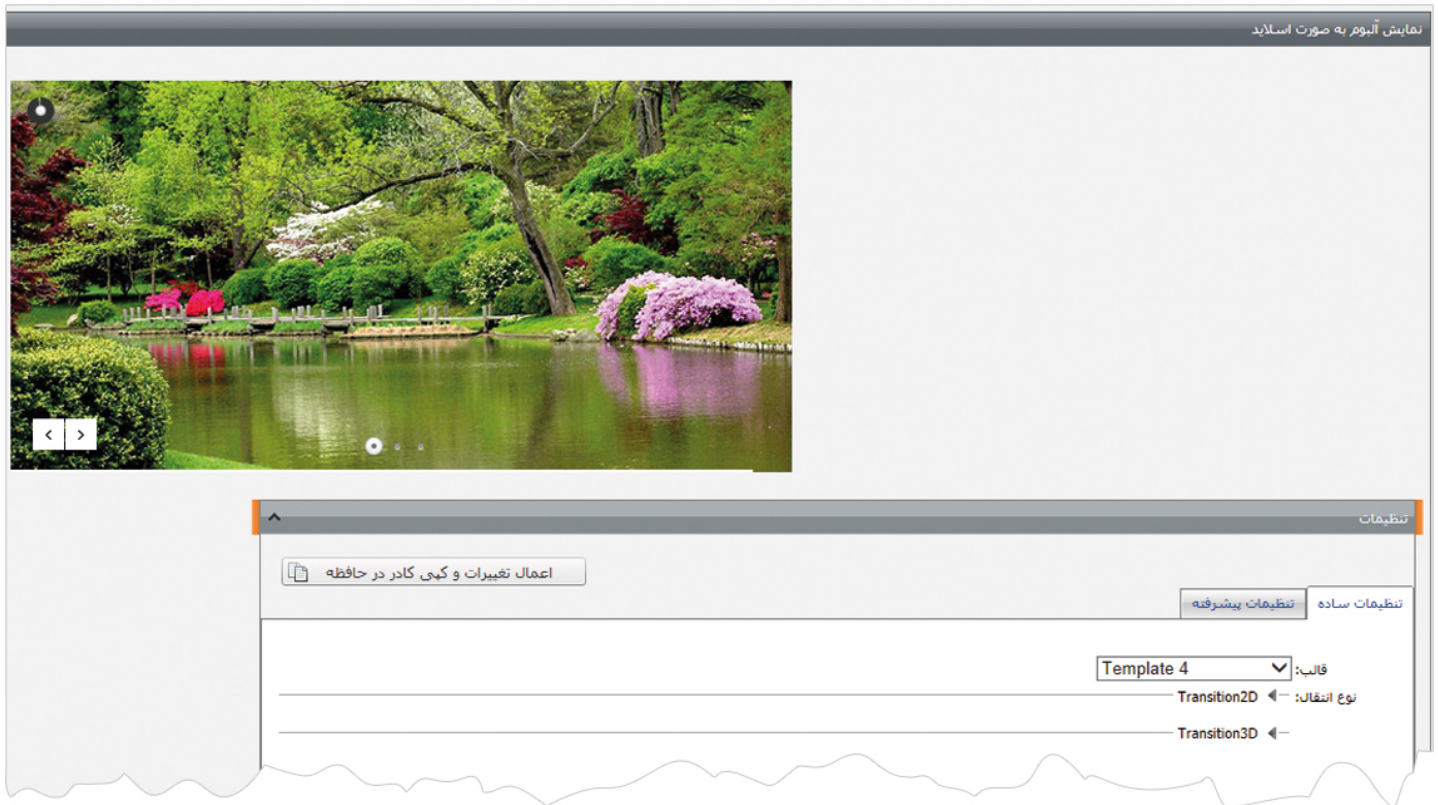 نمایش آلبوم به صورت اسلاید
تنظیمات
اعمال تغییرات و کپی کادر در حافظه
تنظیمات ساده تنظیمات پیشرفته
قالب: Template 4
نوع انتقال: Transition2D
Transition3D